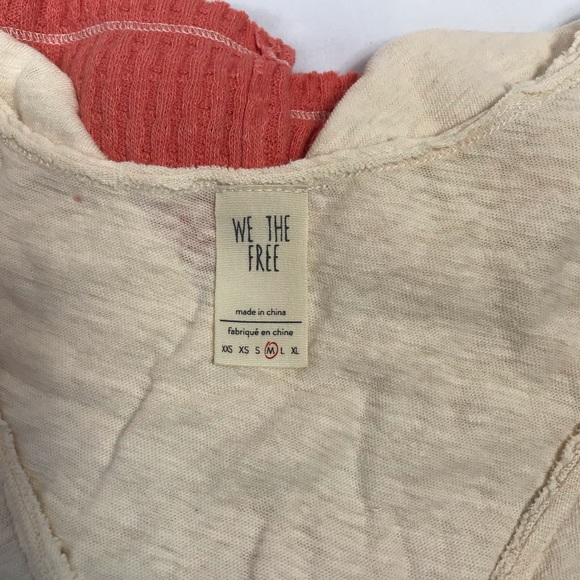 WE THE
FREE
made in china
fabriqué en chine
XXS XS S M L XL